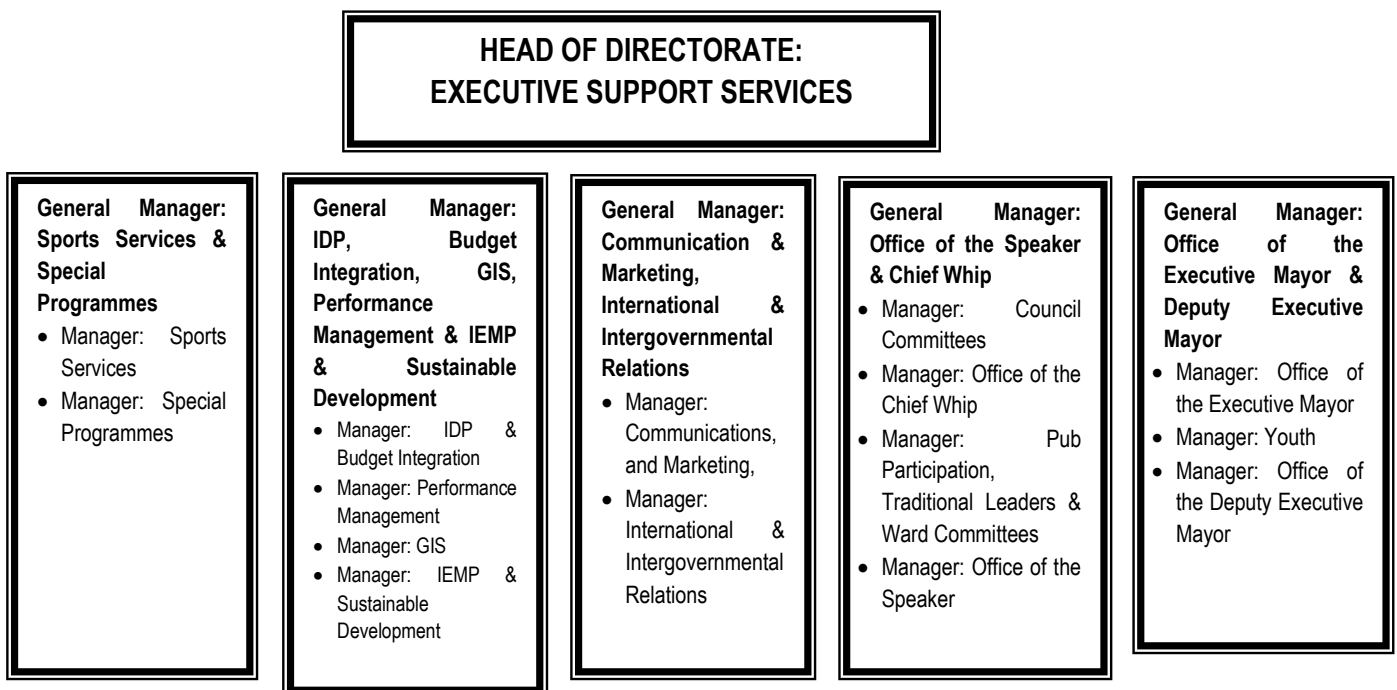 HEAD OF DIRECTORATE:
EXECUTIVE SUPPORT SERVICES
General Manager:
Sports Services &
Special
Programmes
• Manager: Sports
Services
• Manager: Special
Programmes
General Manager:
IDP, Budget
Integration, GIS,
Performance
Management & IEMP
& Sustainable
Development
• Manager: IDP &
Budget Integration
• Manager: Performance
Management
• Manager: GIS
• Manager: IEMP &
Sustainable
Development
General Manager:
Communication &
Marketing,
International &
Intergovernmental
Relations
• Manager:
Communications,
and Marketing,
• Manager:
International &
Intergovernmental
Relations
General Manager:
Office of the Speaker
& Chief Whip
• Manager: Council
Committees
• Manager: Office of the
Chief Whip
• Manager: Pub
Participation,
Traditional Leaders &
Ward Committees
• Manager: Office of the
Speaker
General Manager:
Office of the
Executive Mayor &
Deputy Executive
Mayor
• Manager: Office of
the Executive Mayor
• Manager: Youth
• Manager: Office of
the Deputy Executive
Mayor